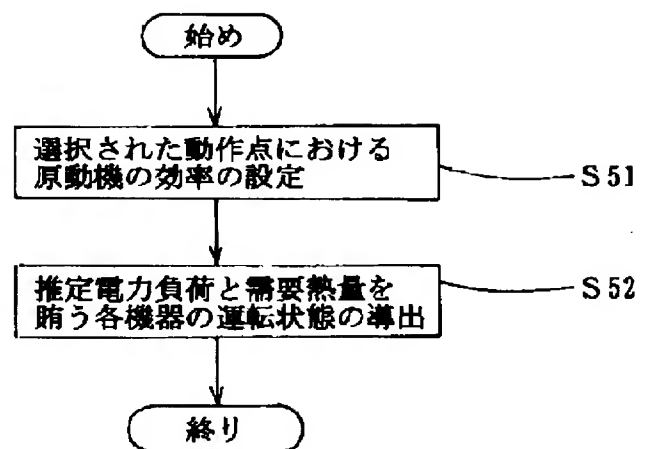 始め
選択された動作点における
原動機の効率の設定
S51
推定電力負荷と需要熱量を
賄う各機器の運転状態の導出
S52
終り